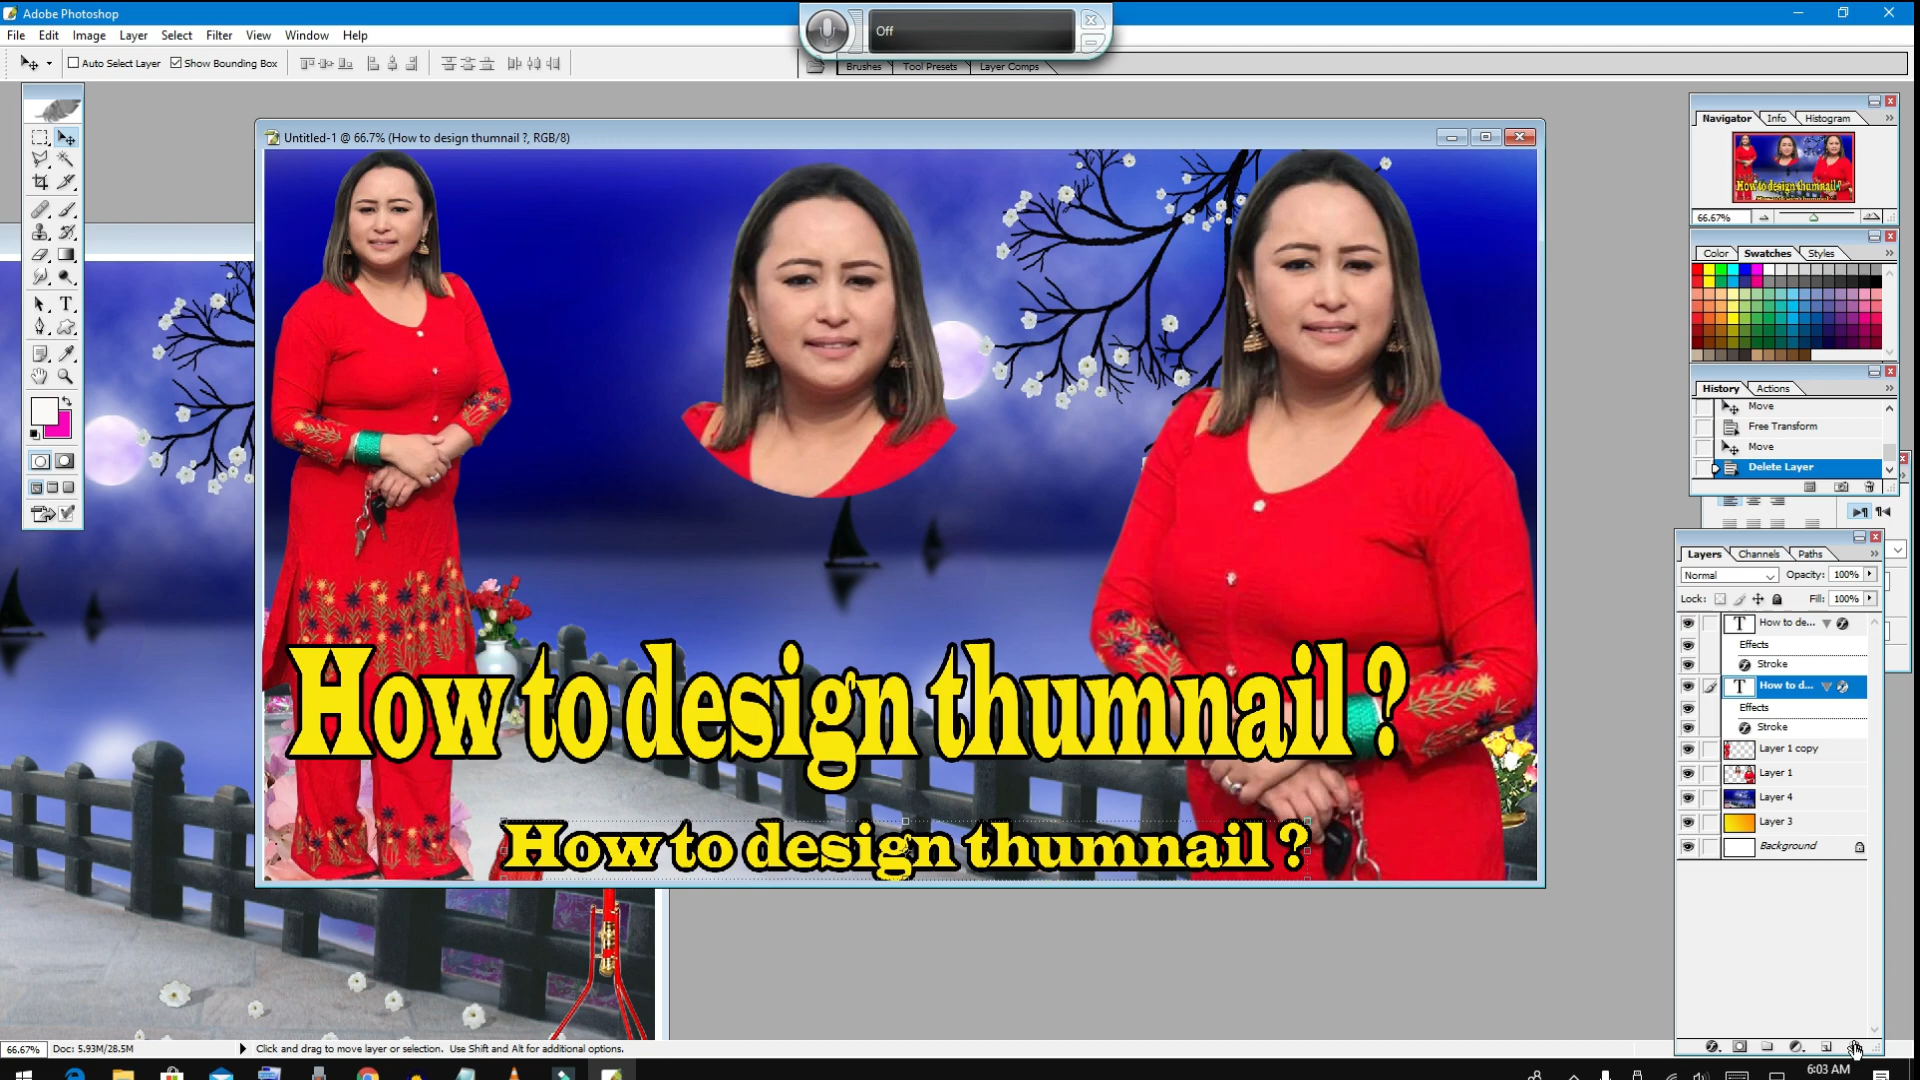 Adobe Photoshop
Off
File Edit Image Layer Select Filter View Window Help
Auto Select Layer Show Bounding Box
Brushes Tool Presets Layer Comps
Untitled-1 @ 66.7% (How to design thumnail ?, RGB/8)
Navigator Info Histogram
66.67%
Color Swatches Styles
History Actions
Move
Free Transform
Move
Delete Layer
Layers Channels Paths
Normal Opacity: 100%
Lock: Fill: 100%
T How to de...
Effects
Stroke
T How to d...
Effects
Stroke
Layer 1 copy
Layer 1
Layer 4
Layer 3
Background
How to design thumnail ?
How to design thumnail ?
66.67% Doc: 5.93M/28.5M Click and drag to move layer or selection. Use Shift and Alt for additional options.
6:03 AM